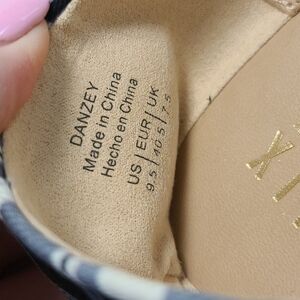 DANZEY
Made in China
Hecho en China
US | EUR | UK
9.5 | 40.5 | 7.5